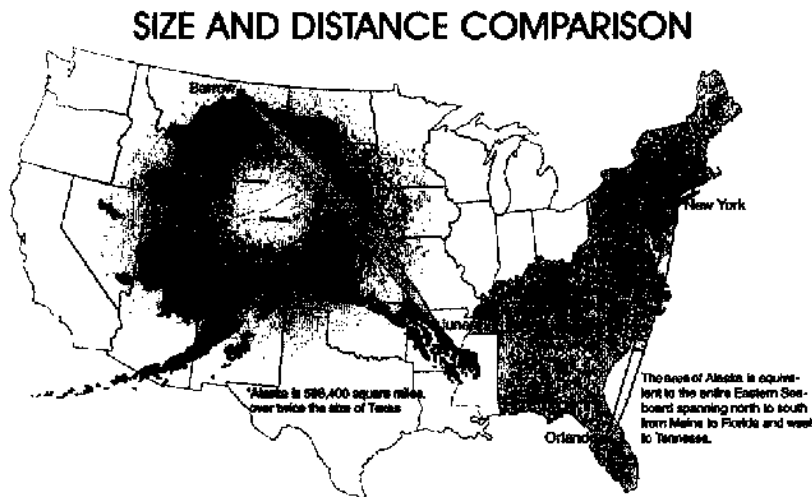 SIZE AND DISTANCE COMPARISON
Barrow
New York
June
*Alaska is 586,400 square miles,
over twice the size of Texas
The area of Alaska is equiva-
lent to the entire Eastern Sea-
board spanning north to south
from Maine to Florida and west
to Tennessee.
Orlando